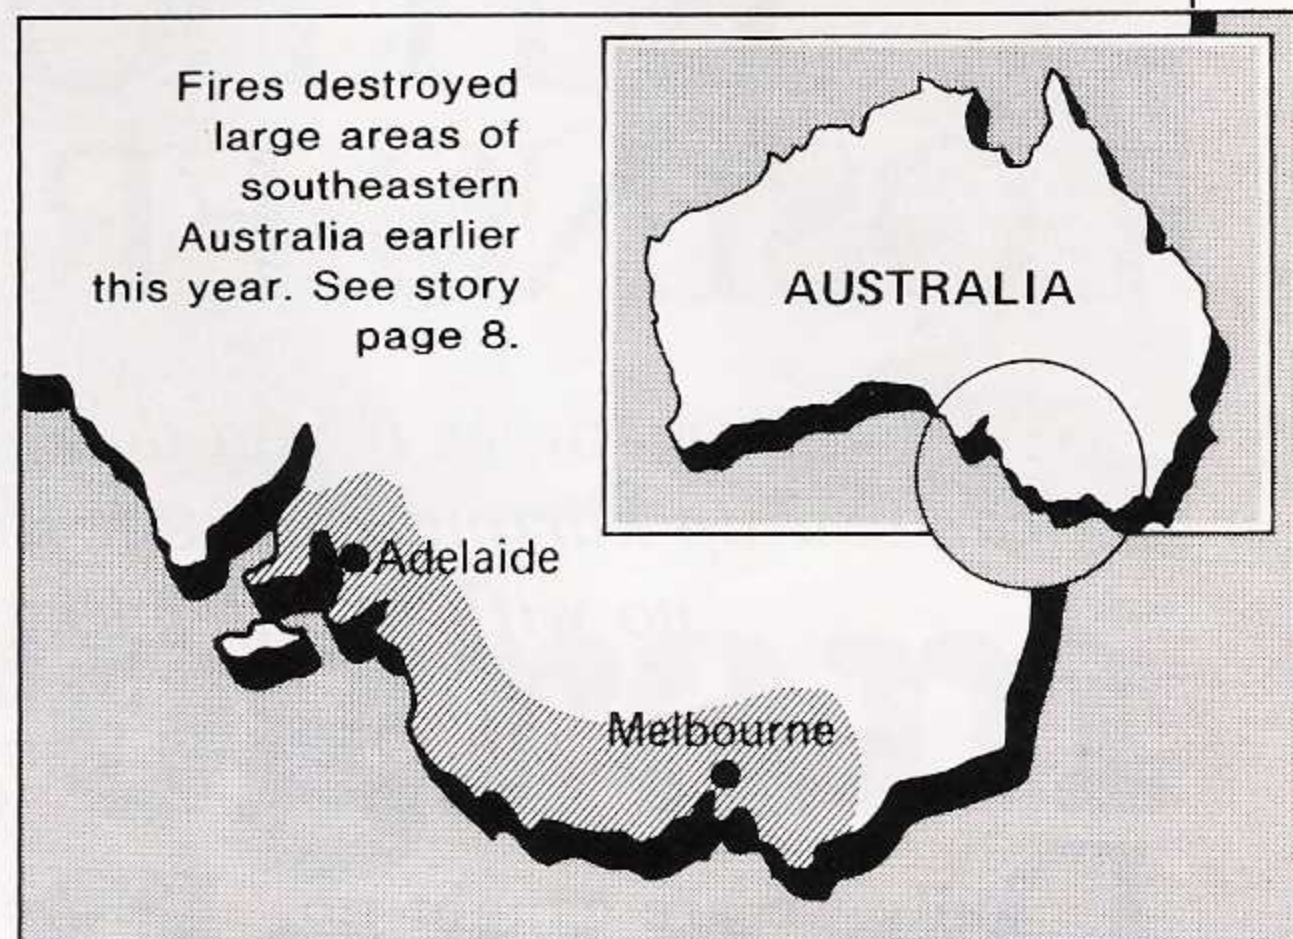 Fires destroyed
large areas of
southeastern
Australia earlier
this year. See story
page 8.
AUSTRALIA
Adelaide
Melbourne